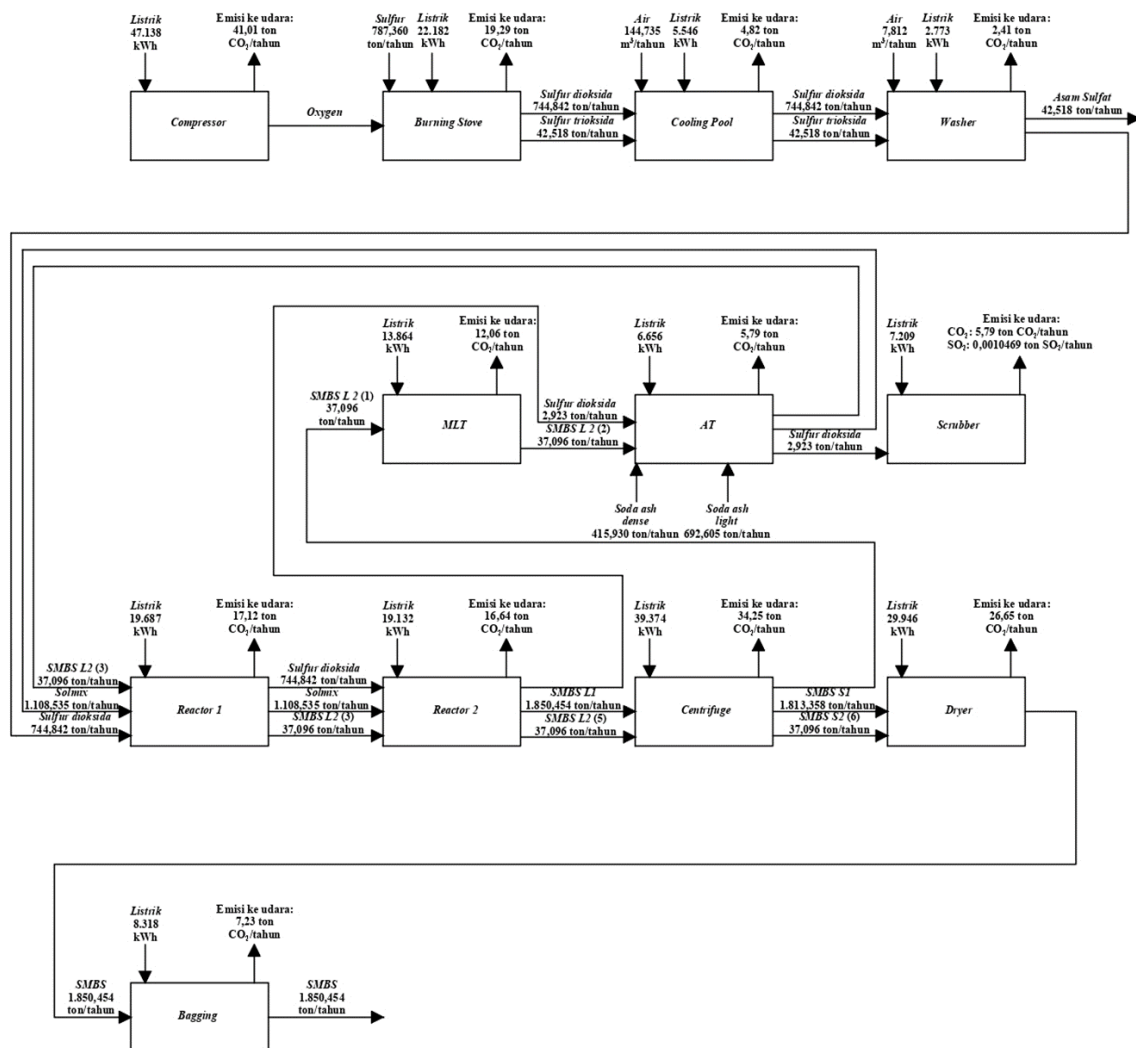 Listrik
47.138
kWh
Emisi ke udara:
41,01 ton
CO₂/tahun
Compressor
Oxygen
Sulfur
787,360
ton/tahun
Listrik
22.182
kWh
Emisi ke udara:
19,29 ton
CO₂/tahun
Burning Stove
Sulfur dioksida
744,842 ton/tahun
Sulfur trioksida
42,518 ton/tahun
Air
144,735
m³/tahun
Listrik
5.546
kWh
Emisi ke udara:
4,82 ton
CO₂/tahun
Cooling Pool
Sulfur dioksida
744,842 ton/tahun
Sulfur trioksida
42,518 ton/tahun
Air
7,812
m³/tahun
Listrik
2.773
kWh
Emisi ke udara:
2,41 ton
CO₂/tahun
Washer
Asam Sulfat
42,518 ton/tahun
SMBS L 2 (1)
37,096
ton/tahun
Listrik
13.864
kWh
Emisi ke udara:
12,06 ton
CO₂/tahun
MLT
Sulfur dioksida
2,923 ton/tahun
SMBS L 2 (2)
37,096 ton/tahun
Listrik
6.656
kWh
Emisi ke udara:
5,79 ton
CO₂/tahun
AT
Soda ash
dense
415,930 ton/tahun
Soda ash
light
692,605 ton/tahun
Sulfur dioksida
2,923 ton/tahun
Listrik
7.209
kWh
Emisi ke udara:
CO₂: 5,79 ton CO₂/tahun
SO₂: 0,0010469 ton SO₂/tahun
Scrubber
SMBS L2 (3)
37,096 ton/tahun
Solmix
1.108,535 ton/tahun
Sulfur dioksida
744,842 ton/tahun
Listrik
19.687
kWh
Emisi ke udara:
17,12 ton
CO₂/tahun
Reactor 1
Sulfur dioksida
744,842 ton/tahun
Solmix
1.108,535 ton/tahun
SMBS L2 (3)
37,096 ton/tahun
Listrik
19.132
kWh
Emisi ke udara:
16,64 ton
CO₂/tahun
Reactor 2
SMBS L1
1.850,454 ton/tahun
SMBS L2 (5)
37,096 ton/tahun
Listrik
39.374
kWh
Emisi ke udara:
34,25 ton
CO₂/tahun
Centrifuge
SMBS S1
1.813,358 ton/tahun
SMBS S2 (6)
37,096 ton/tahun
Listrik
29.946
kWh
Emisi ke udara:
26,65 ton
CO₂/tahun
Dryer
SMBS
1.850,454
ton/tahun
Listrik
8.318
kWh
Emisi ke udara:
7,23 ton
CO₂/tahun
Bagging
SMBS
1.850,454
ton/tahun